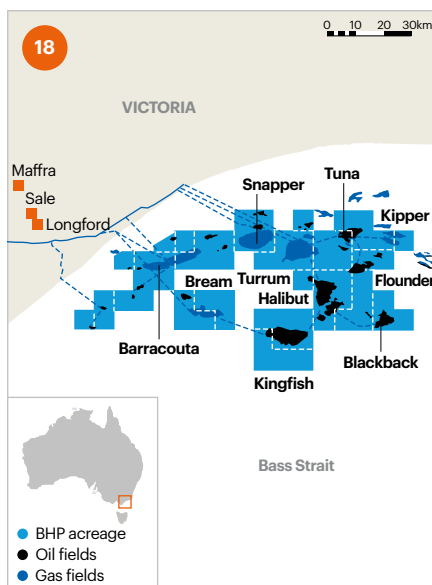 18
0 10 20 30km
VICTORIA
Maffra
Sale
Longford
Snapper
Tuna
Kipper
Bream
Turrum
Halibut
Flounder
Barracouta
Kingfish
Blackback
Bass Strait
BHP acreage
Oil fields
Gas fields